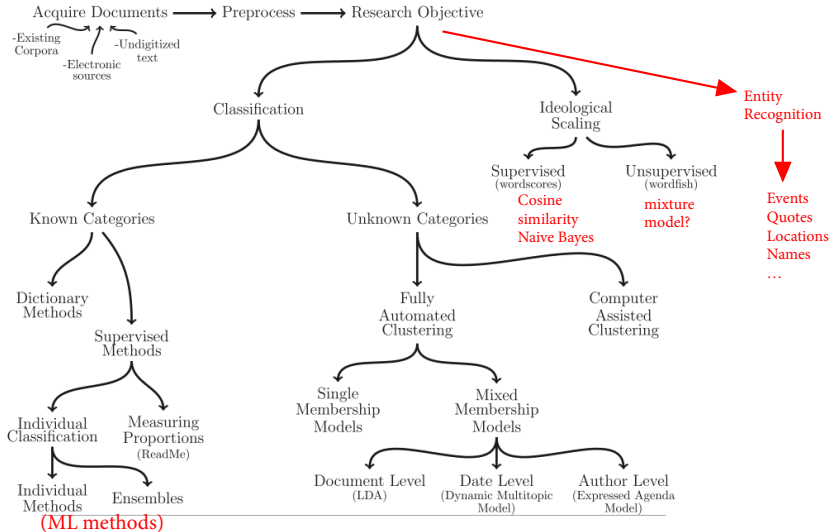 Acquire Documents
Preprocess
Research Objective
-Existing
Corpora
-Undigitized
text
-Electronic
sources
Entity
Recognition
Classification
Ideological
Scaling
Supervised
(wordscores)
Unsupervised
(wordfish)
Cosine
similarity
Naive Bayes
mixture
model?
Events
Quotes
Locations
Names
…
Known Categories
Unknown Categories
Dictionary
Methods
Fully
Automated
Clustering
Computer
Assisted
Clustering
Supervised
Methods
Single
Membership
Models
Mixed
Membership
Models
Individual
Classification
Measuring
Proportions
(ReadMe)
Document Level
(LDA)
Date Level
(Dynamic Multitopic
Model)
Author Level
(Expressed Agenda
Model)
Individual
Methods
Ensembles
(ML methods)